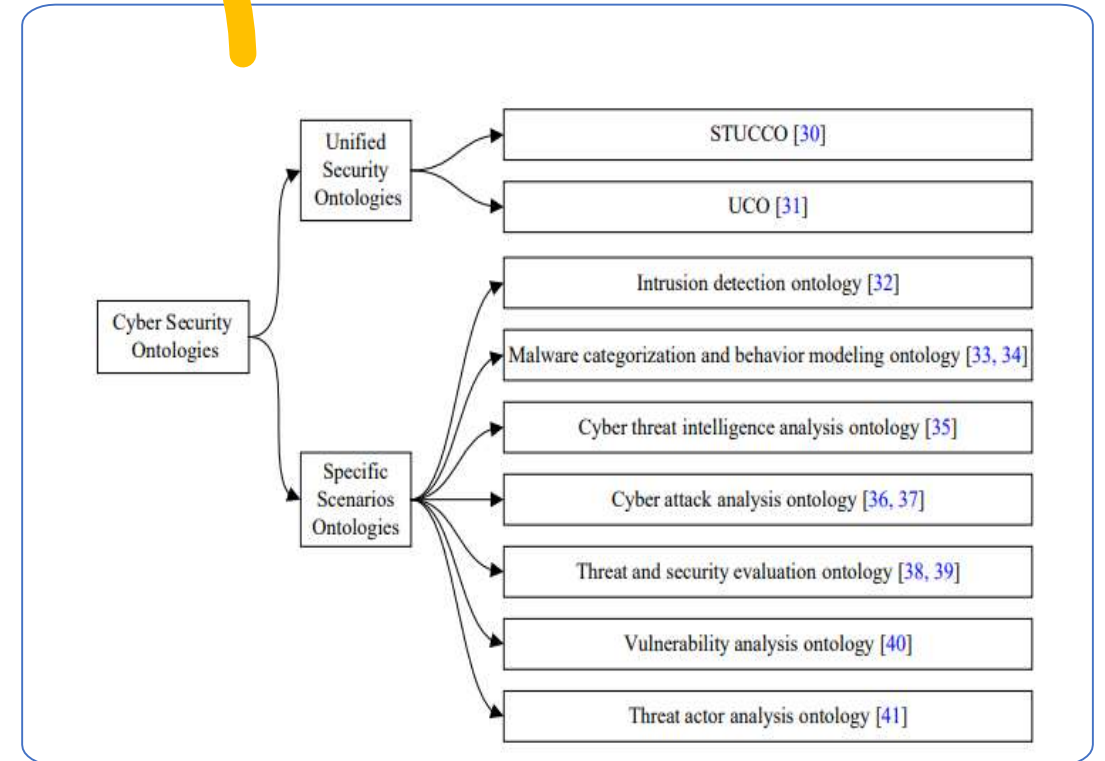 Cyber Security
Ontologies
Unified
Security
Ontologies
Specific
Scenarios
Ontologies
STUCCO [30]
UCO [31]
Intrusion detection ontology [32]
Malware categorization and behavior modeling ontology [33, 34]
Cyber threat intelligence analysis ontology [35]
Cyber attack analysis ontology [36, 37]
Threat and security evaluation ontology [38, 39]
Vulnerability analysis ontology [40]
Threat actor analysis ontology [41]